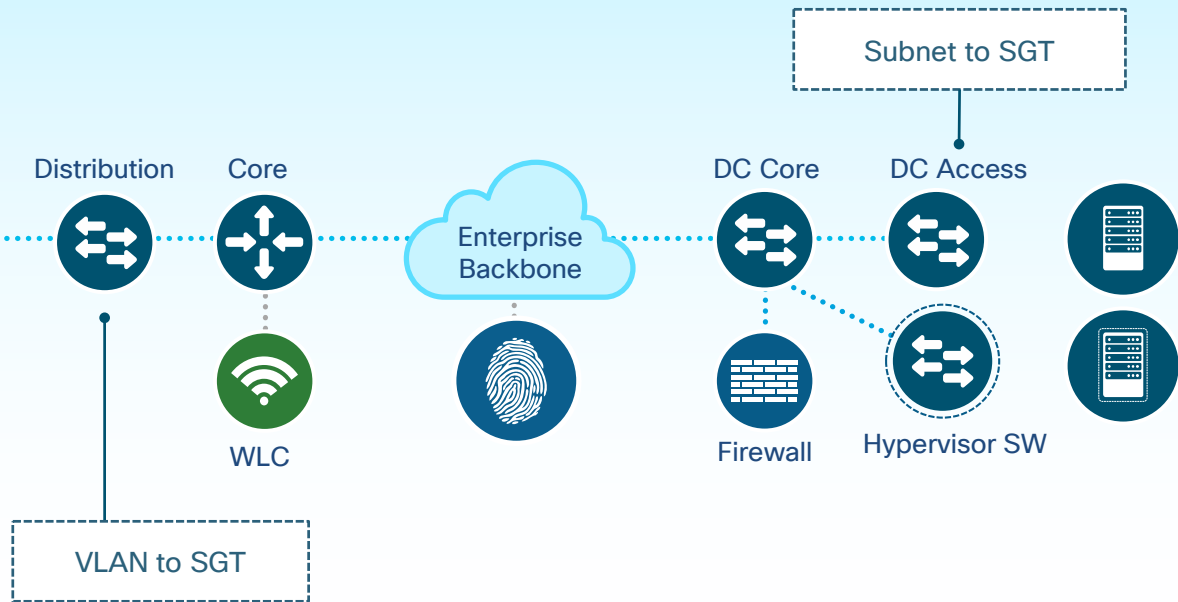 Subnet to SGT
Distribution
Core
DC Core
DC Access
Enterprise
Backbone
WLC
Firewall
Hypervisor SW
VLAN to SGT